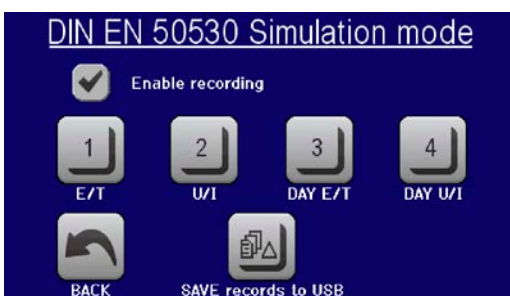 DIN EN 50530 Simulation mode
Enable recording
1 2 3 4
E/T U/I DAY E/T DAY U/I
BACK SAVE records to USB